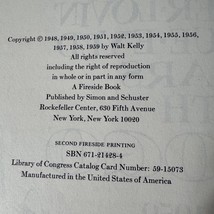 Copyright © 1948, 1949, 1950, 1951, 1952, 1953, 1954, 1955, 1956,
1957, 1958, 1959 by Walt Kelly
All rights reserved
including the right of reproduction
in whole or in part in any form
A Fireside Book
Published by Simon and Schuster
Rockefeller Center, 630 Fifth Avenue
New York, New York 10020
SECOND FIRESIDE PRINTING
SBN 671-21428-4
Library of Congress Catalog Card Number: 59-15073
Manufactured in the United States of America